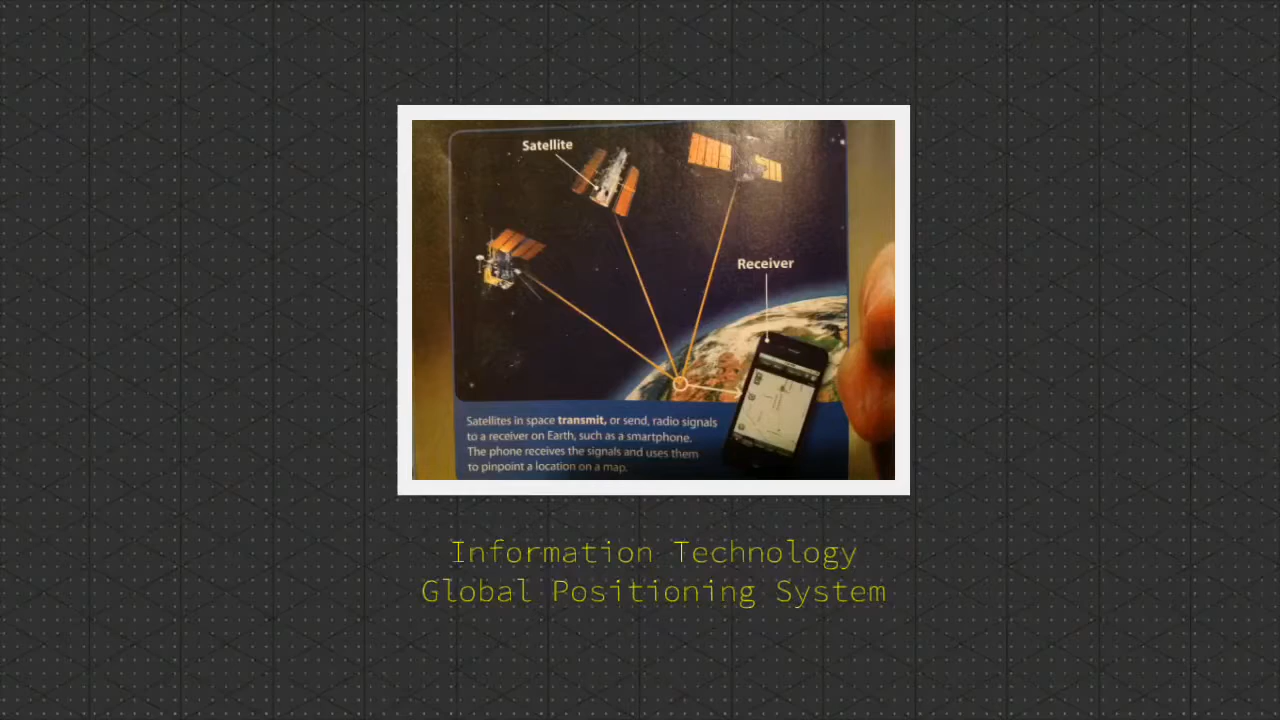 Satellite
Receiver
Satellites in space transmit, or send, radio signals
to a receiver on Earth, such as a smartphone.
The phone receives the signals and uses them
to pinpoint a location on a map.
Information Technology
Global Positioning System